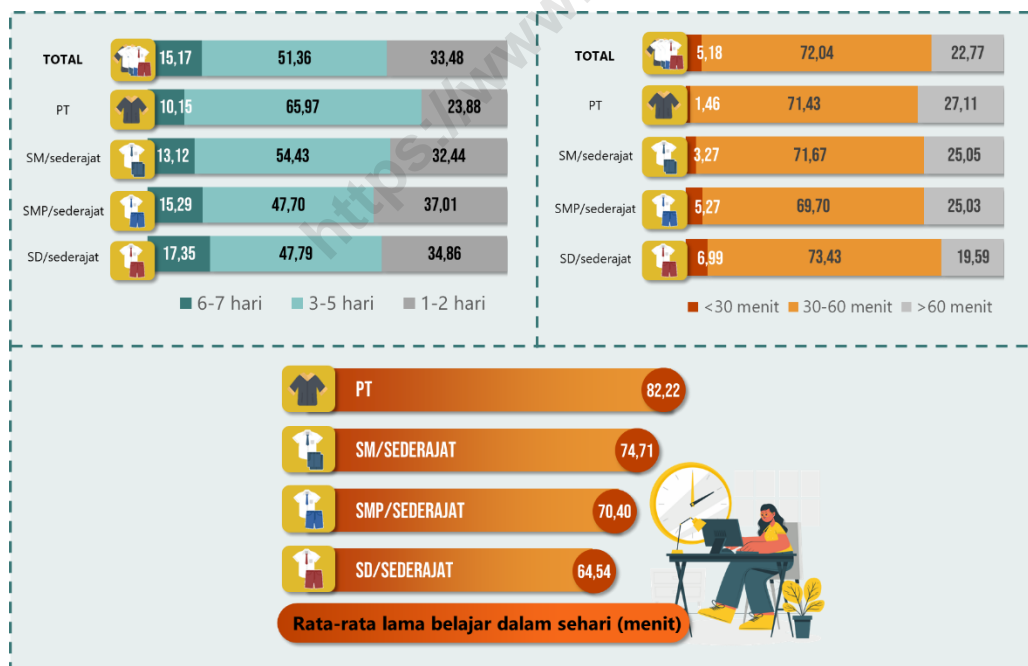 TOTAL 15,17 51,36 33,48
PT 10,15 65,97 23,88
SM/sederajat 13,12 54,43 32,44
SMP/sederajat 15,29 47,70 37,01
SD/sederajat 17,35 47,79 34,86
6-7 hari 3-5 hari 1-2 hari
TOTAL 5,18 72,04 22,77
PT 1,46 71,43 27,11
SM/sederajat 3,27 71,67 25,05
SMP/sederajat 5,27 69,70 25,03
SD/sederajat 6,99 73,43 19,59
<30 menit 30-60 menit >60 menit
PT 82,22
SM/SEDERAJAT 74,71
SMP/SEDERAJAT 70,40
SD/SEDERAJAT 64,54
Rata-rata lama belajar dalam sehari (menit)
https://www.